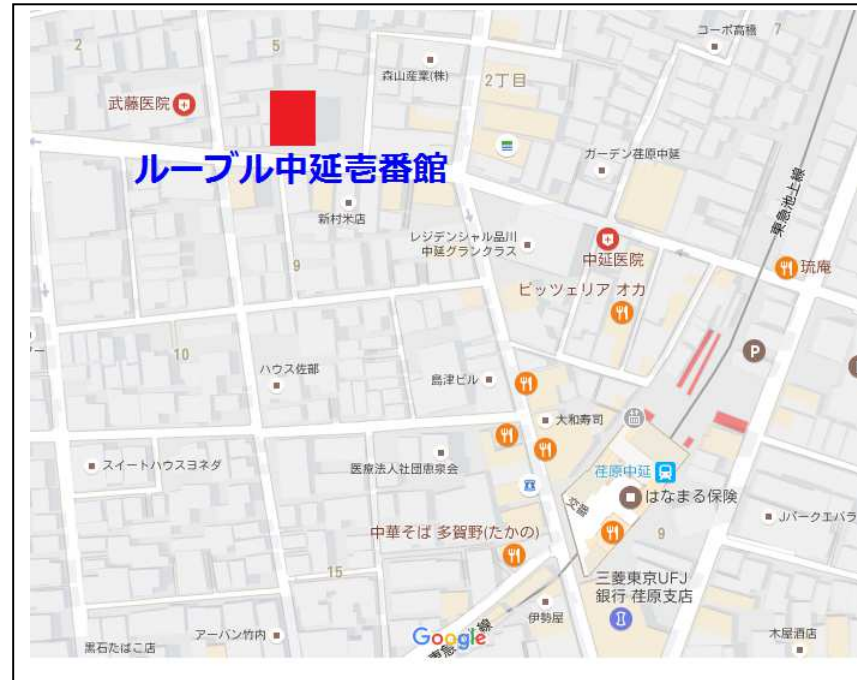 コーポ高橋
7
2
5
森山産業(株)
2丁目
武藤医院
ルーブル中延壱番館
ガーデン荏原中延
東急池上線
新村米店
レジデンシャル品川
中延グランクラス
中延医院
琉庵
9
ピッツェリア オカ
10
ハウス佐部
島津ビル
P
大和寿司
スイートハウスヨネダ
医療法人社団恵泉会
荏原中延
はなまる保険
交番
Jパークエバラ
中華そば 多賀野(たかの)
9
15
三菱東京UFJ
銀行 荏原支店
伊勢屋
アーバン竹内
黒石たばこ店
Google
木屋酒店